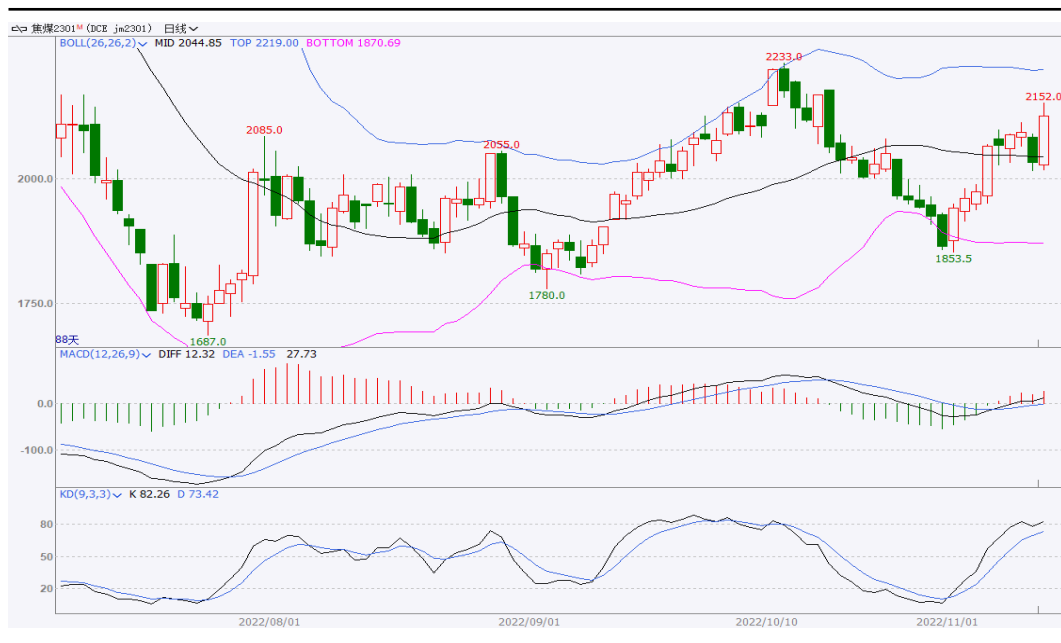 焦煤2301ᴹ (DCE jm2301) 日线
BOLL(26,26,2) MID 2044.85 TOP 2219.00 BOTTOM 1870.69
2233.0
2152.0
2085.0
2055.0
2000.0
1853.5
1780.0
1750.0
1687.0
88天
MACD(12,26,9) DIFF 12.32 DEA -1.55 27.73
0.0
-100.0
KD(9,3,3) K 82.26 D 73.42
80
50
20
2022/08/01 2022/09/01 2022/10/10 2022/11/01